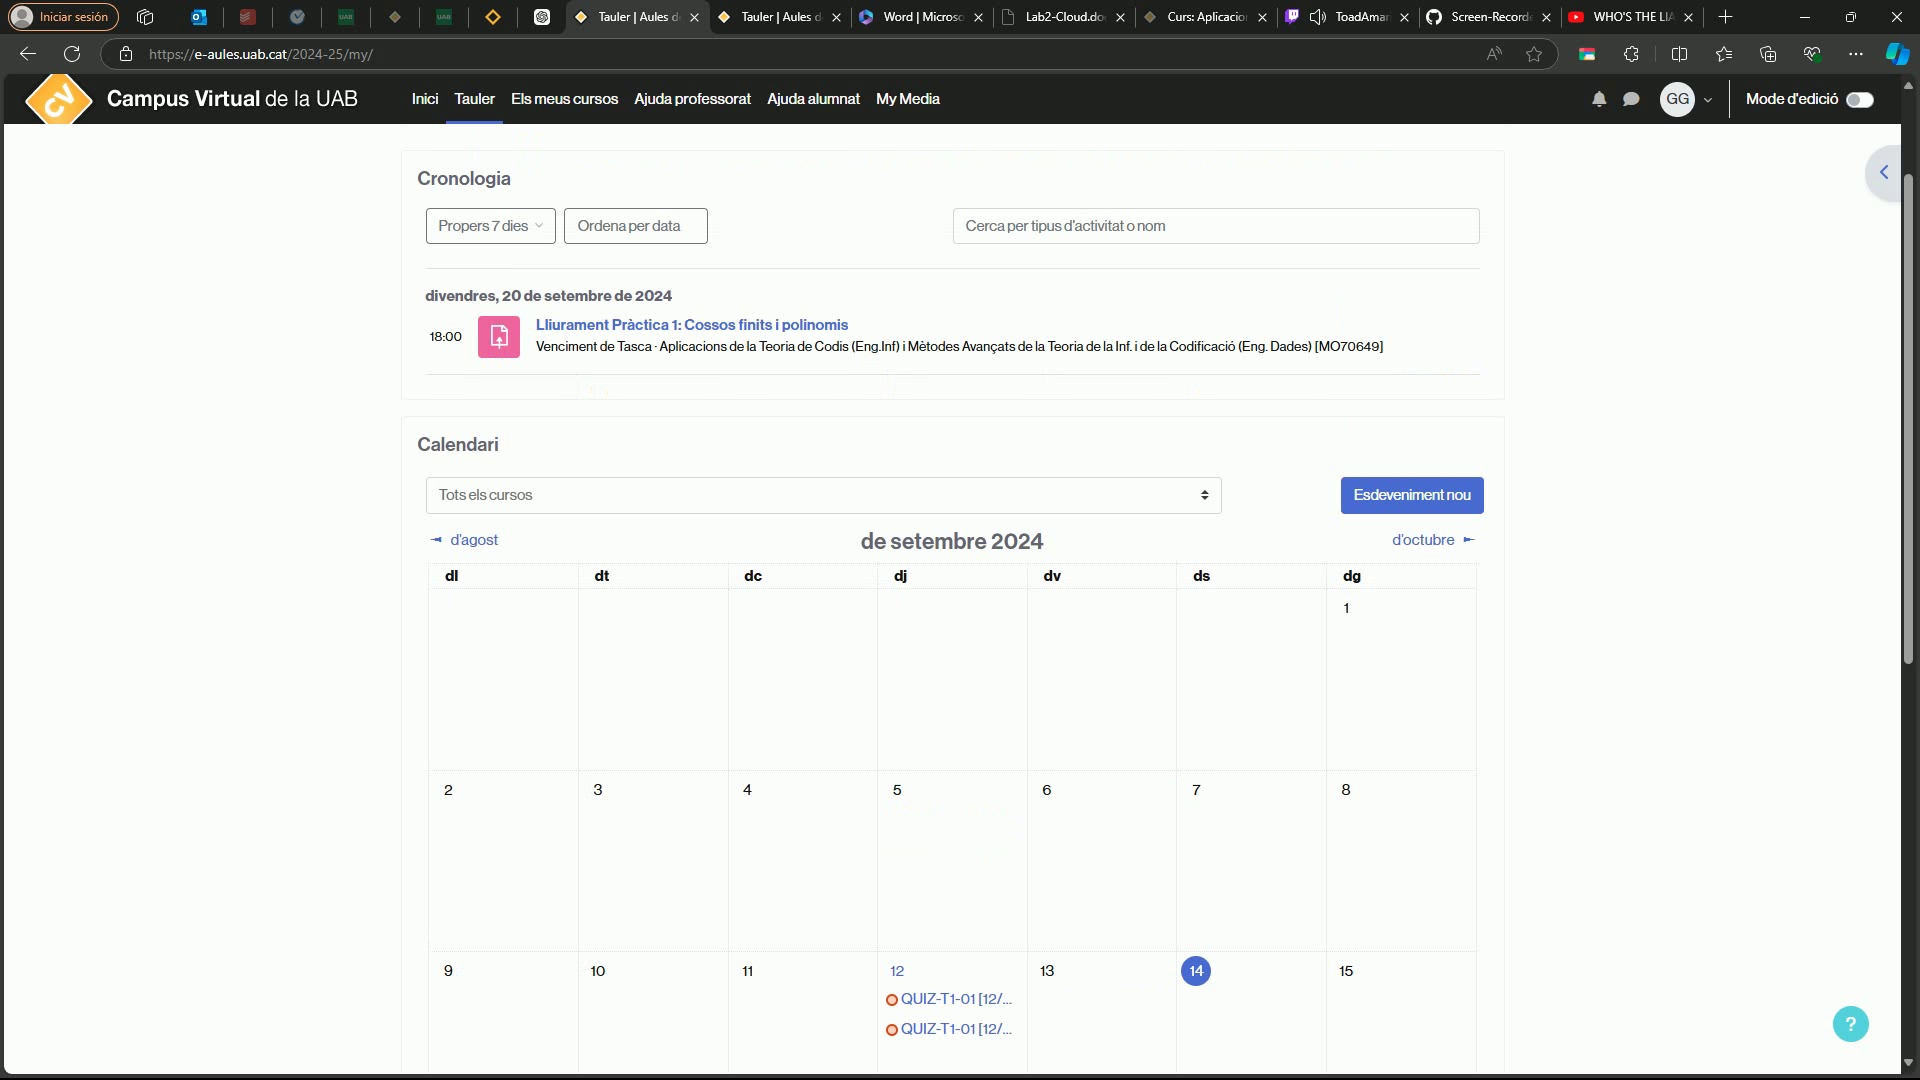 Iniciar sesión
Tauler | Aules d
Tauler | Aules d
Word | Microso
Lab2-Cloud.do
Curs: Aplicacio
ToadAmar
Screen-Recorde
WHO'S THE LIA
https://e-aules.uab.cat/2024-25/my/
CV
Campus Virtual de la UAB
Inici
Tauler
Els meus cursos
Ajuda professorat
Ajuda alumnat
My Media
GG
Mode d'edició
Cronologia
Propers 7 dies
Ordena per data
Cerca per tipus d'activitat o nom
divendres, 20 de setembre de 2024
18:00
Lliurament Pràctica 1: Cossos finits i polinomis
Venciment de Tasca · Aplicacions de la Teoria de Codis (Eng.Inf) i Mètodes Avançats de la Teoria de la Inf. i de la Codificació (Eng. Dades) [MO70649]
Calendari
Tots els cursos
Esdeveniment nou
◄ d'agost
de setembre 2024
d'octubre ►
dl dt dc dj dv ds dg
1
2 3 4 5 6 7 8
9 10 11 12 13 14 15
QUIZ-T1-01 [12/...
QUIZ-T1-01 [12/...
?